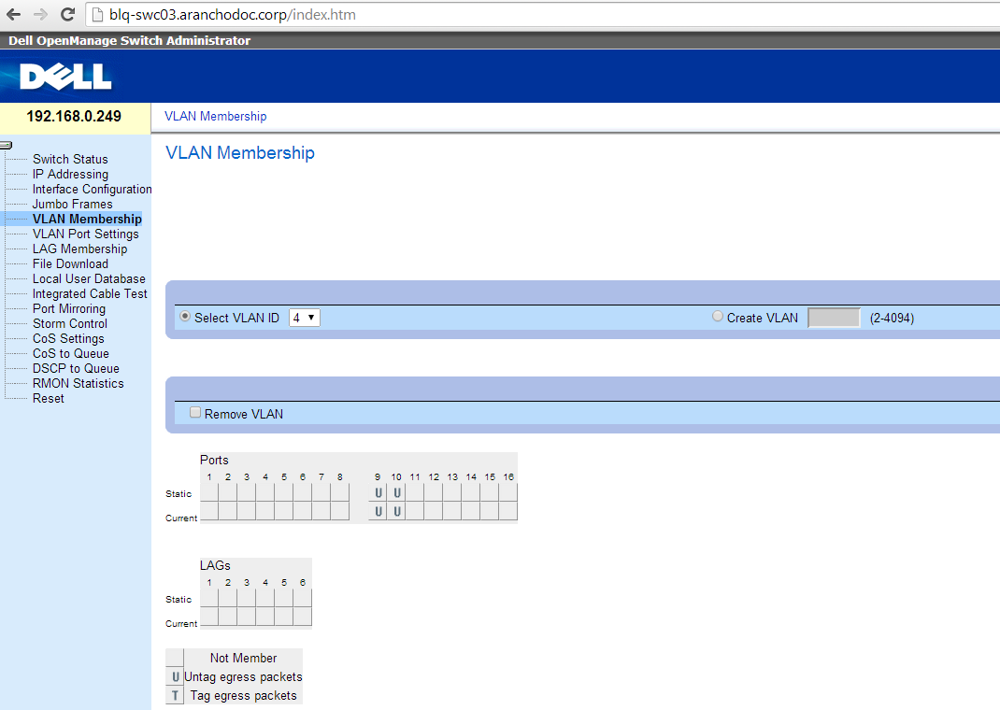 blq-swc03.aranchodoc.corp/index.htm
Dell OpenManage Switch Administrator
DELL
192.168.0.249
VLAN Membership
VLAN Membership
Switch Status
IP Addressing
Interface Configuration
Jumbo Frames
VLAN Membership
VLAN Port Settings
LAG Membership
File Download
Local User Database
Integrated Cable Test
Port Mirroring
Storm Control
CoS Settings
CoS to Queue
DSCP to Queue
RMON Statistics
Reset
Select VLAN ID 4 Create VLAN (2-4094)
Remove VLAN
Ports
1 2 3 4 5 6 7 8 9 10 11 12 13 14 15 16
Static U U
Current U U
LAGs
1 2 3 4 5 6
Static
Current
Not Member
U Untag egress packets
T Tag egress packets